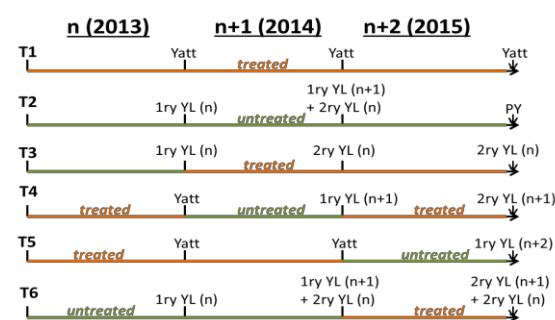 n (2013) n+1 (2014) n+2 (2015)
T1 Yatt Yatt Yatt
treated
T2 1ry YL (n) 1ry YL (n+1)
+ 2ry YL (n) PY
untreated
T3 1ry YL (n) 2ry YL (n) 2ry YL (n)
treated
T4 Yatt 1ry YL (n+1) 2ry YL (n+1)
treated untreated treated
T5 Yatt Yatt 1ry YL (n+2)
treated untreated
T6 1ry YL (n) 1ry YL (n+1)
+ 2ry YL (n) 2ry YL (n+1)
+ 2ry YL (n)
untreated treated